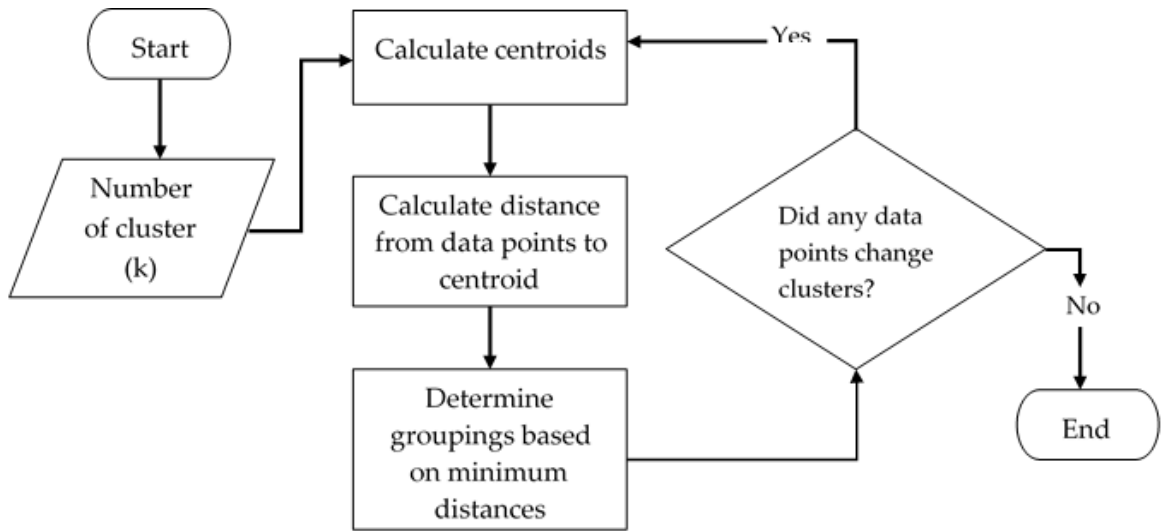 Start
Number
of cluster
(k)
Calculate centroids
Calculate distance
from data points to
centroid
Determine
groupings based
on minimum
distances
Did any data
points change
clusters?
Yes
No
End